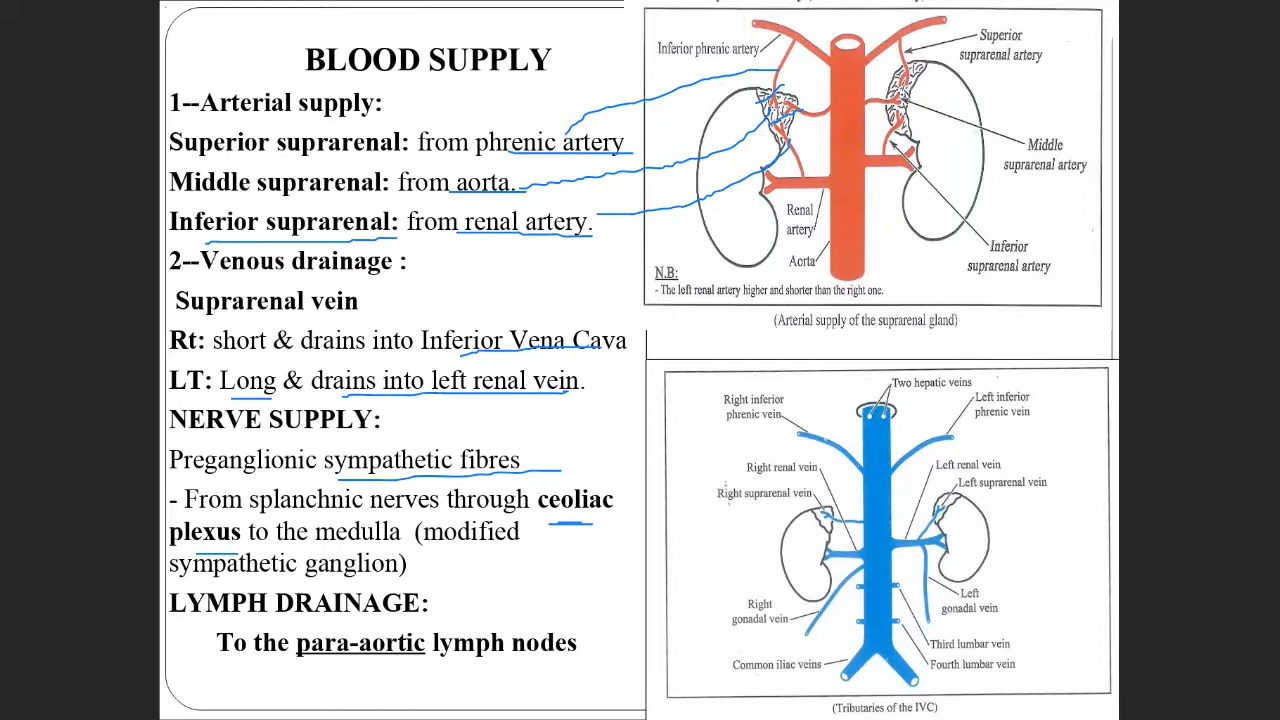 BLOOD SUPPLY
1--Arterial supply:
Superior suprarenal: from phrenic artery
Middle suprarenal: from aorta.
Inferior suprarenal: from renal artery.
2--Venous drainage :
Suprarenal vein
Rt: short & drains into Inferior Vena Cava
LT: Long & drains into left renal vein.
NERVE SUPPLY:
Preganglionic sympathetic fibres
- From splanchnic nerves through ceoliac
plexus to the medulla (modified
sympathetic ganglion)
LYMPH DRAINAGE:
To the para-aortic lymph nodes
Inferior phrenic artery
Superior
suprarenal artery
Middle
suprarenal artery
Renal
artery
Inferior
suprarenal artery
Aorta
N.B:
- The left renal artery higher and shorter than the right one.
(Arterial supply of the suprarenal gland)
Two hepatic veins
Right inferior
phrenic vein
Left inferior
phrenic vein
Right renal vein
Left renal vein
Right suprarenal vein
Left suprarenal vein
Right
gonadal vein
Left
gonadal vein
Third lumbar vein
Common iliac veins
Fourth lumbar vein
(Tributaries of the IVC)